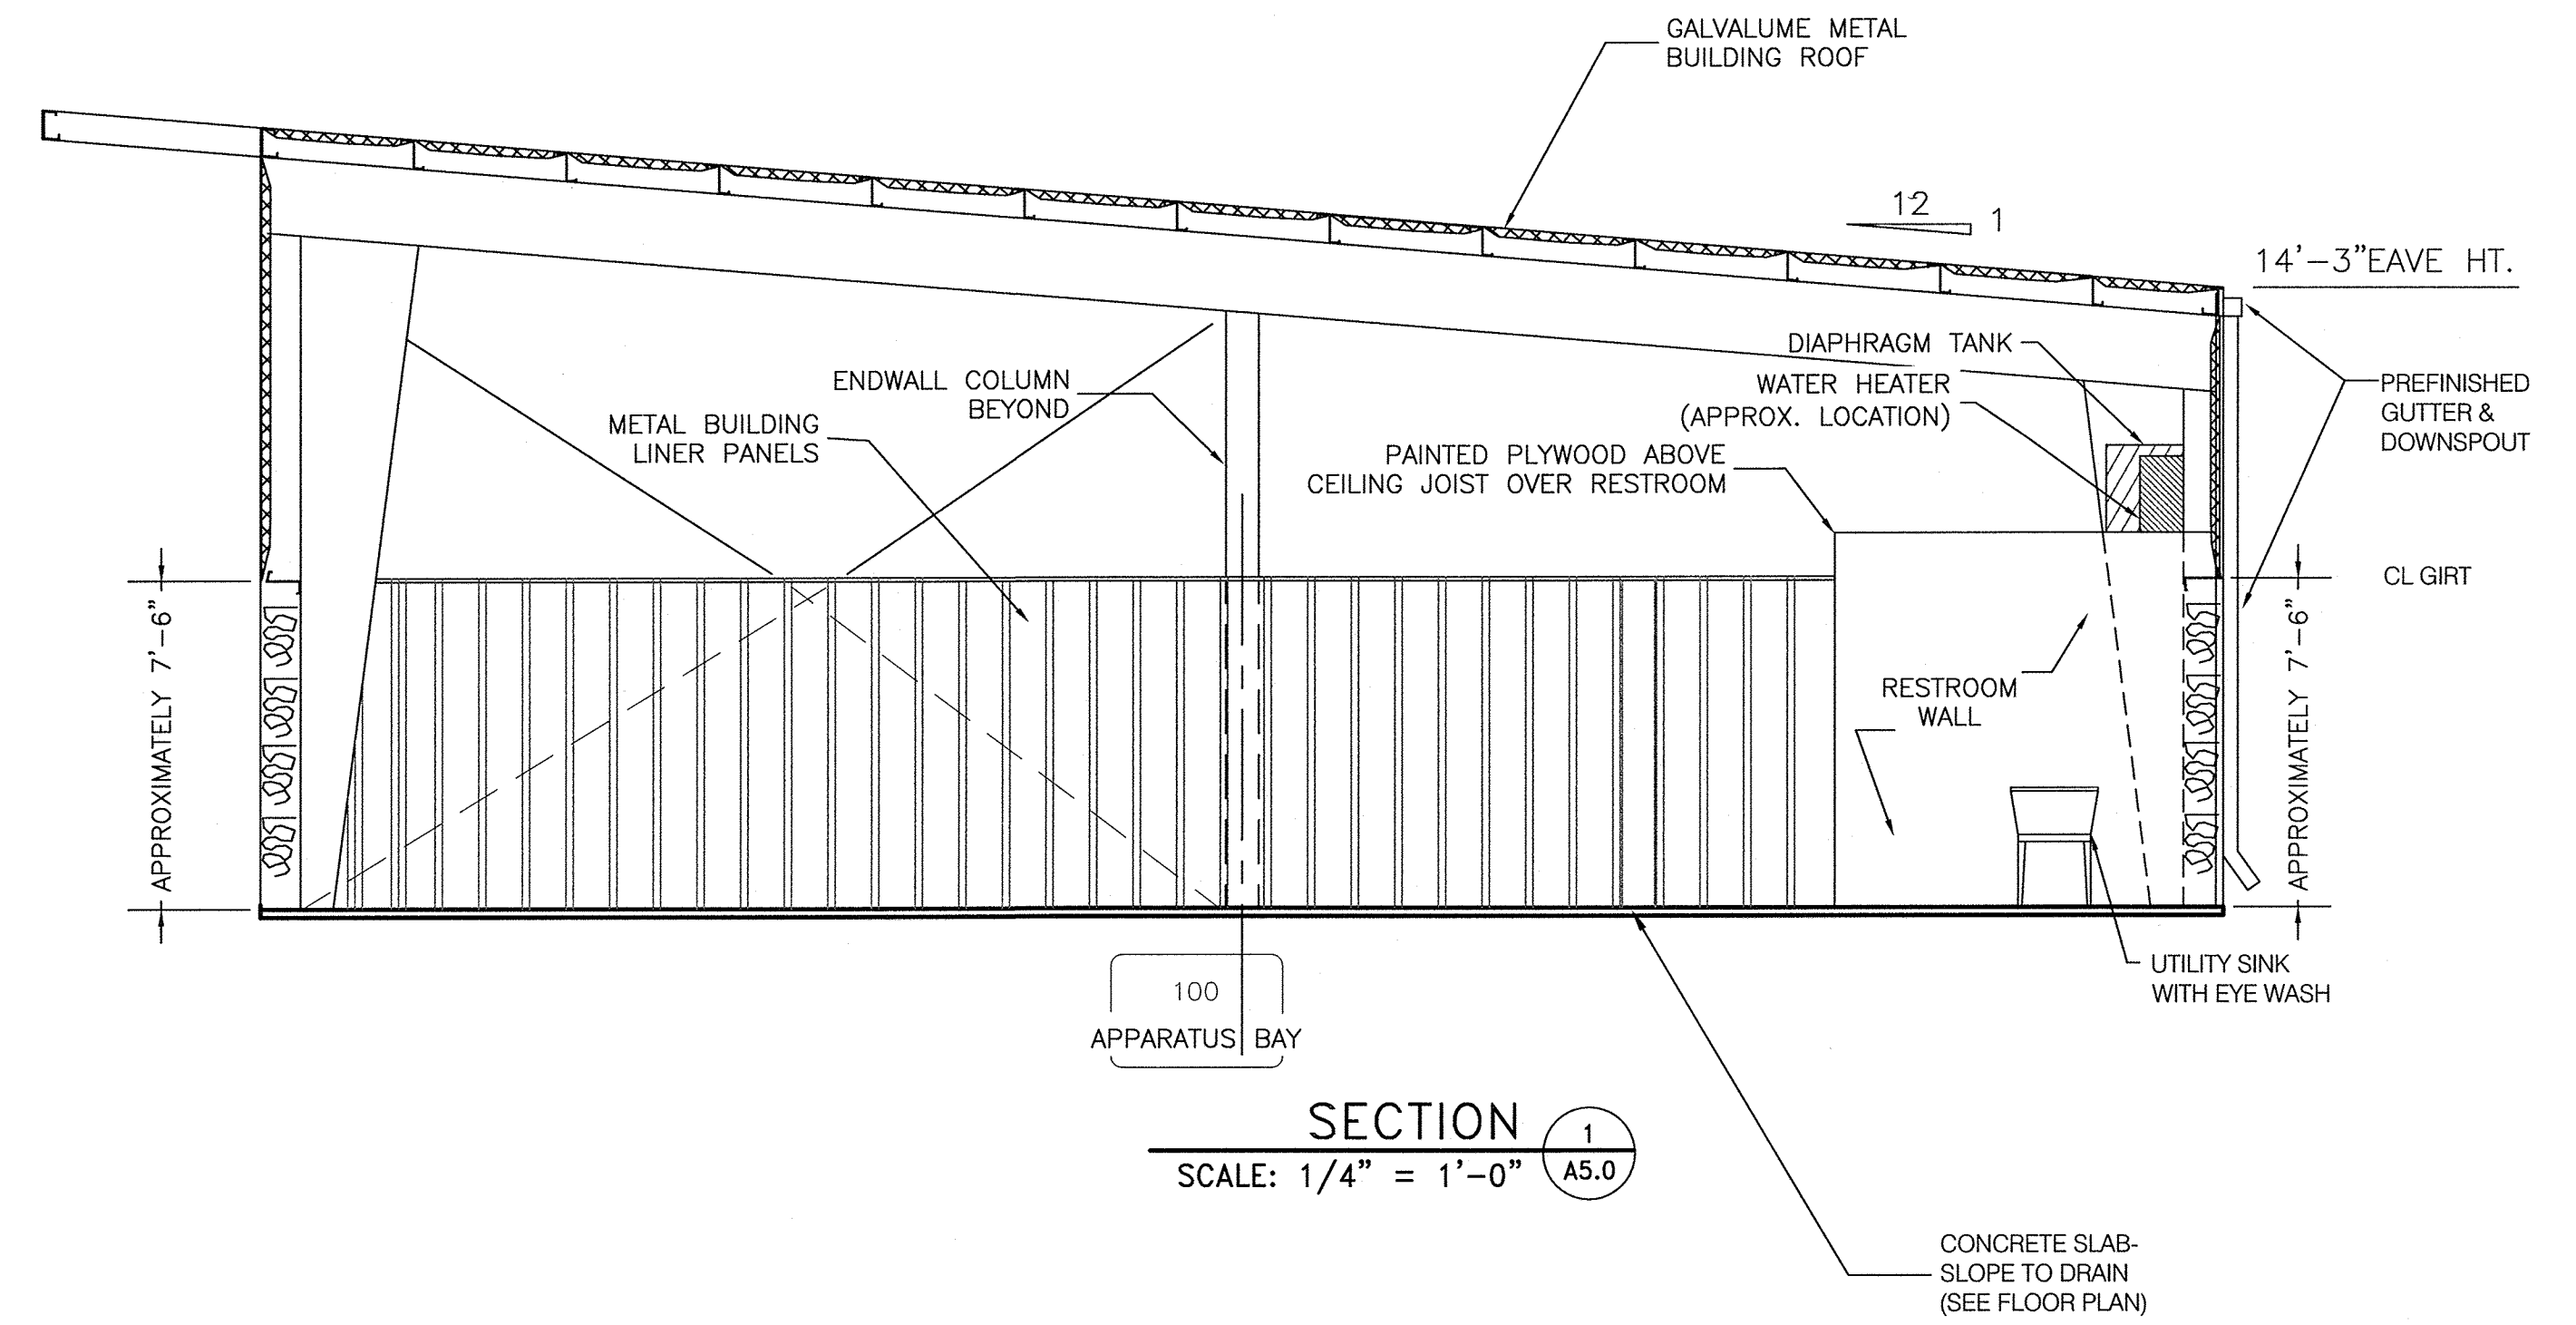 GALVALUME METAL
BUILDING ROOF
12
1
14'-3"EAVE HT.
DIAPHRAGM TANK
WATER HEATER
(APPROX. LOCATION)
ENDWALL COLUMN
BEYOND
PREFINISHED
GUTTER &
DOWNSPOUT
METAL BUILDING
LINER PANELS
PAINTED PLYWOOD ABOVE
CEILING JOIST OVER RESTROOM
CL GIRT
APPROXIMATELY 7'-6"
APPROXIMATELY 7'-6"
RESTROOM
WALL
UTILITY SINK
WITH EYE WASH
100
APPARATUS BAY
SECTION
1
A5.0
SCALE: 1/4" = 1'-0"
CONCRETE SLAB-
SLOPE TO DRAIN
(SEE FLOOR PLAN)